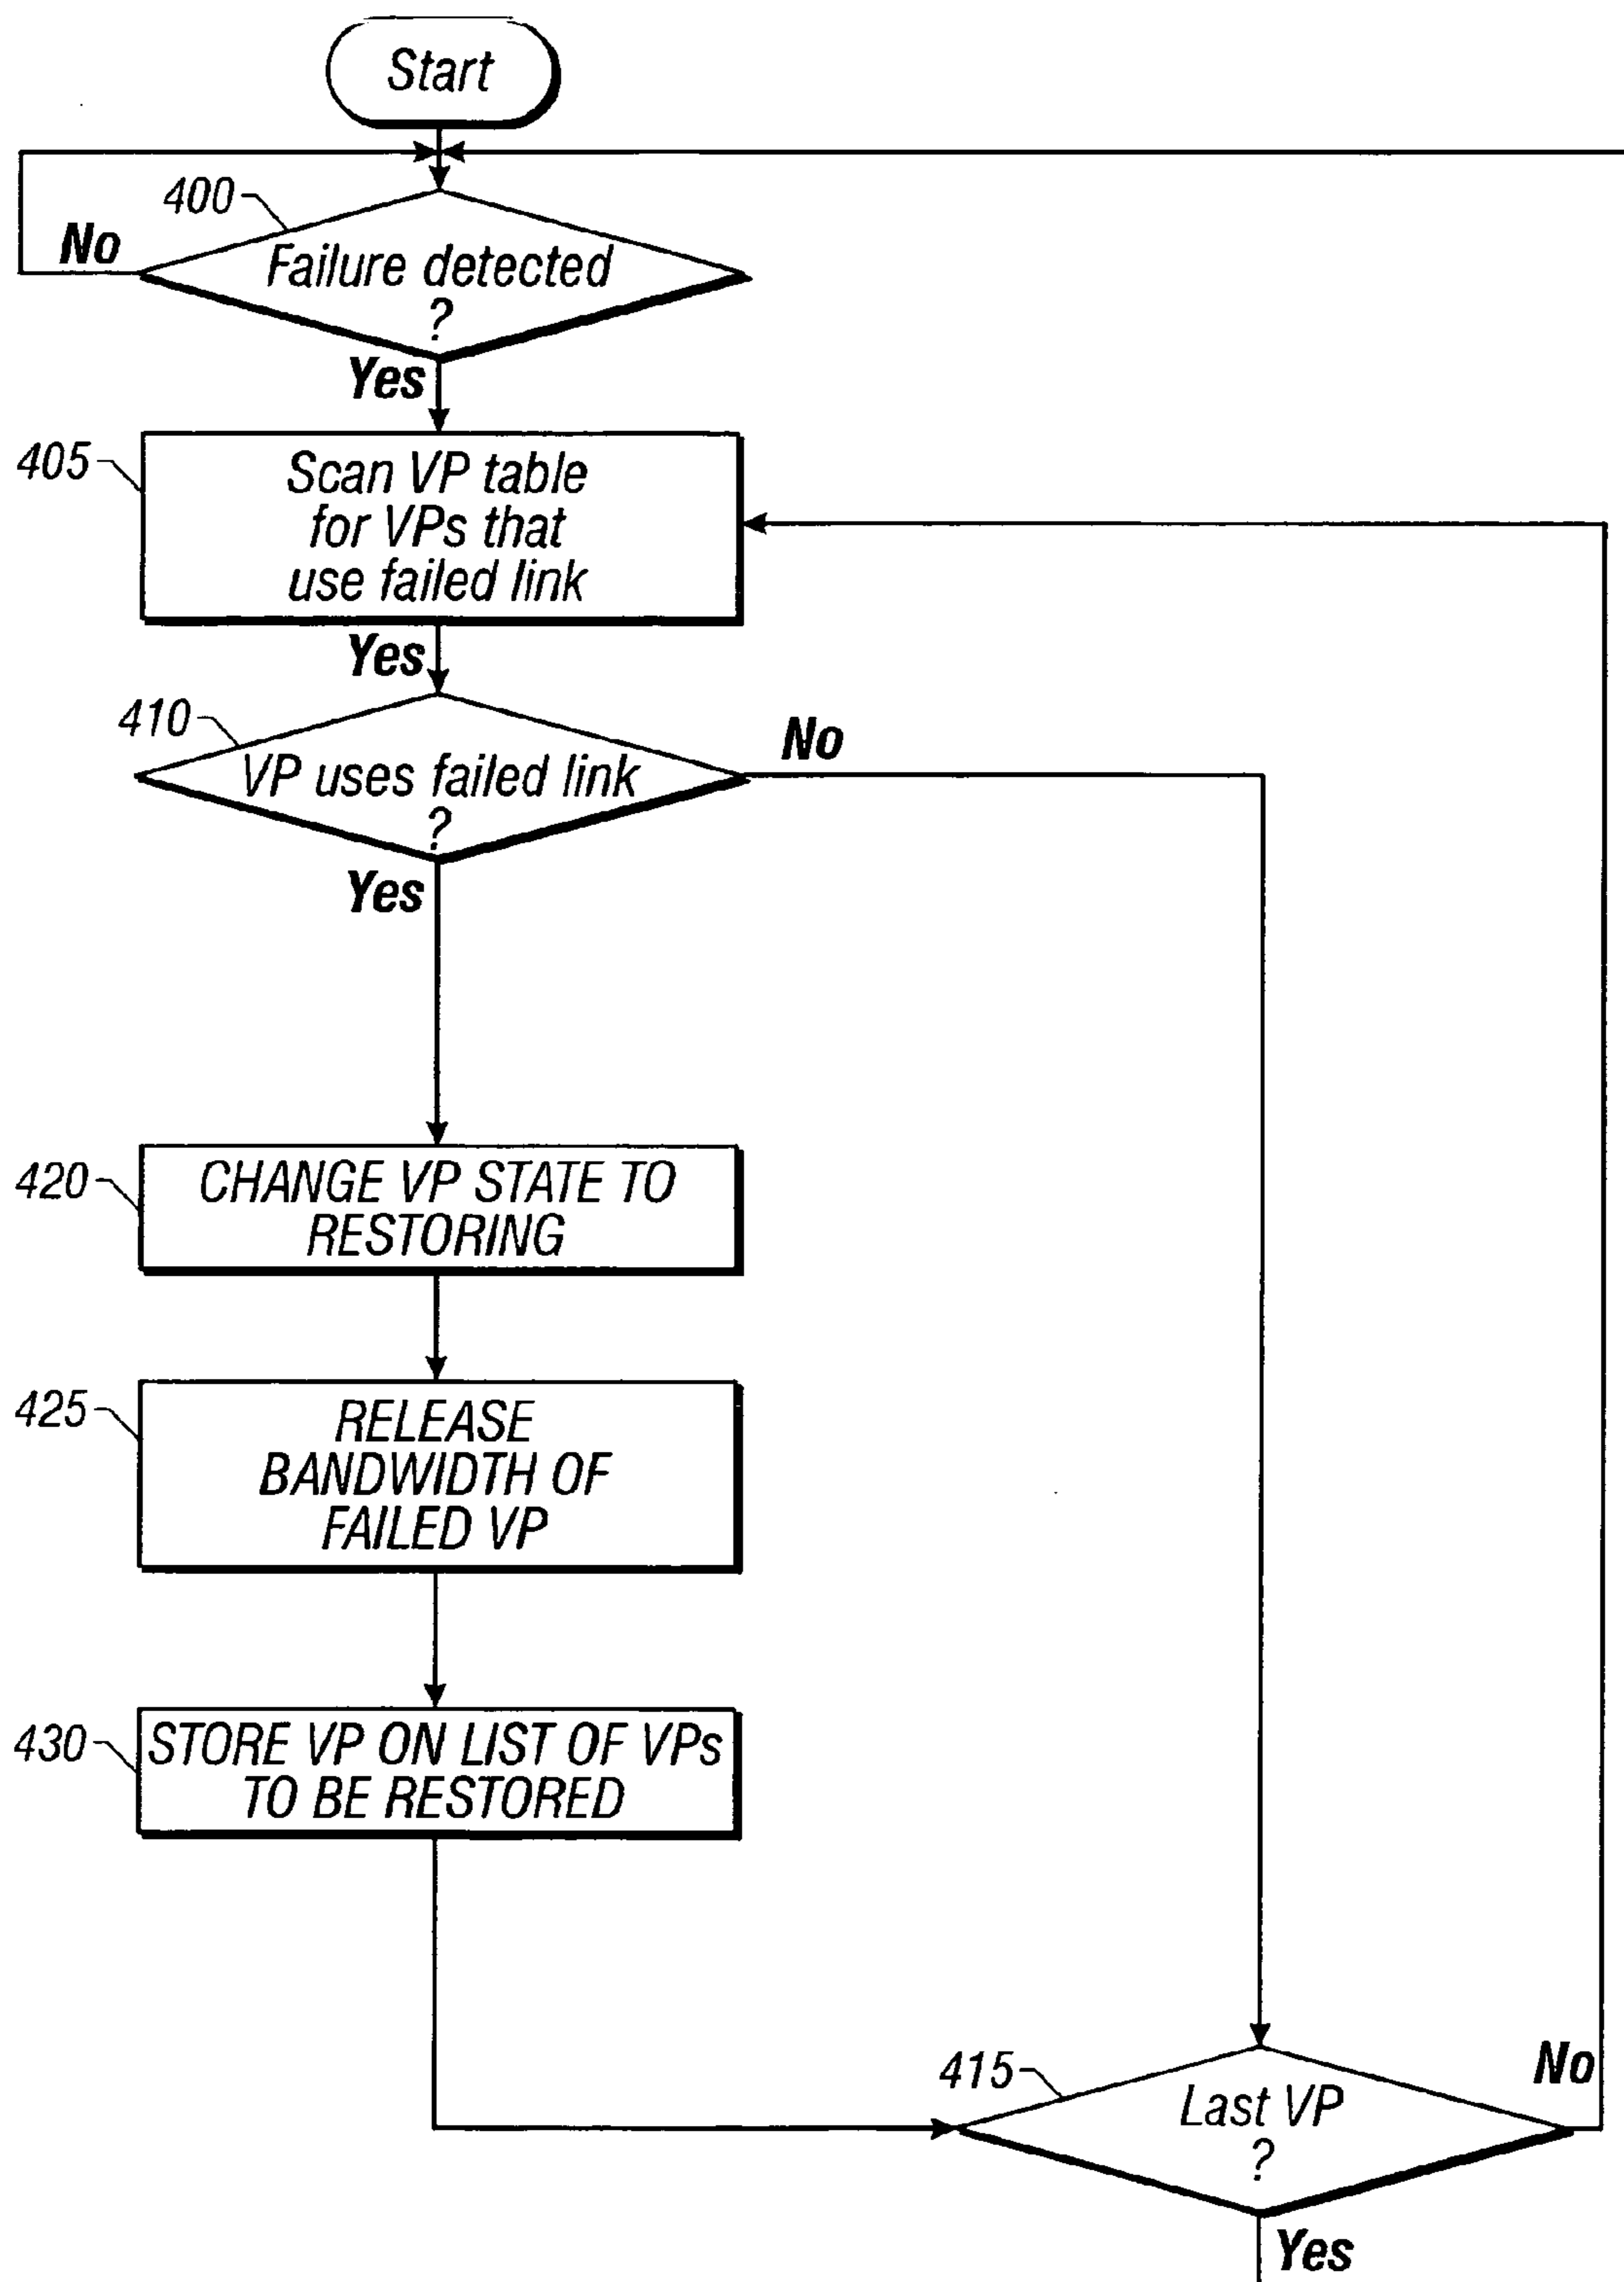 Start
400
No
Failure detected
?
Yes
405
Scan VP table
for VPs that
use failed link
Yes
410
VP uses failed link
?
No
Yes
420
CHANGE VP STATE TO
RESTORING
425
RELEASE
BANDWIDTH OF
FAILED VP
430
STORE VP ON LIST OF VPs
TO BE RESTORED
415
Last VP
?
No
Yes